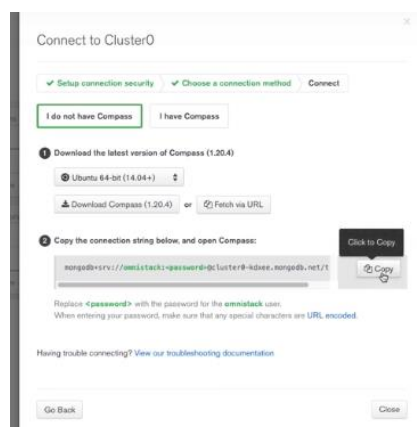 Connect to Cluster0
✔ Setup connection security
✔ Choose a connection method
Connect
I do not have Compass
I have Compass
1 Download the latest version of Compass (1.20.4)
Ubuntu 64-bit (14.04+)
Download Compass (1.20.4) or Fetch via URL
2 Copy the connection string below, and open Compass:
Click to Copy
mongodb+srv://omnistack:<password>@cluster0-kdxee.mongodb.net/t
Copy
Replace <password> with the password for the omnistack user.
When entering your password, make sure that any special characters are URL encoded.
Having trouble connecting? View our troubleshooting documentation
Go Back
Close